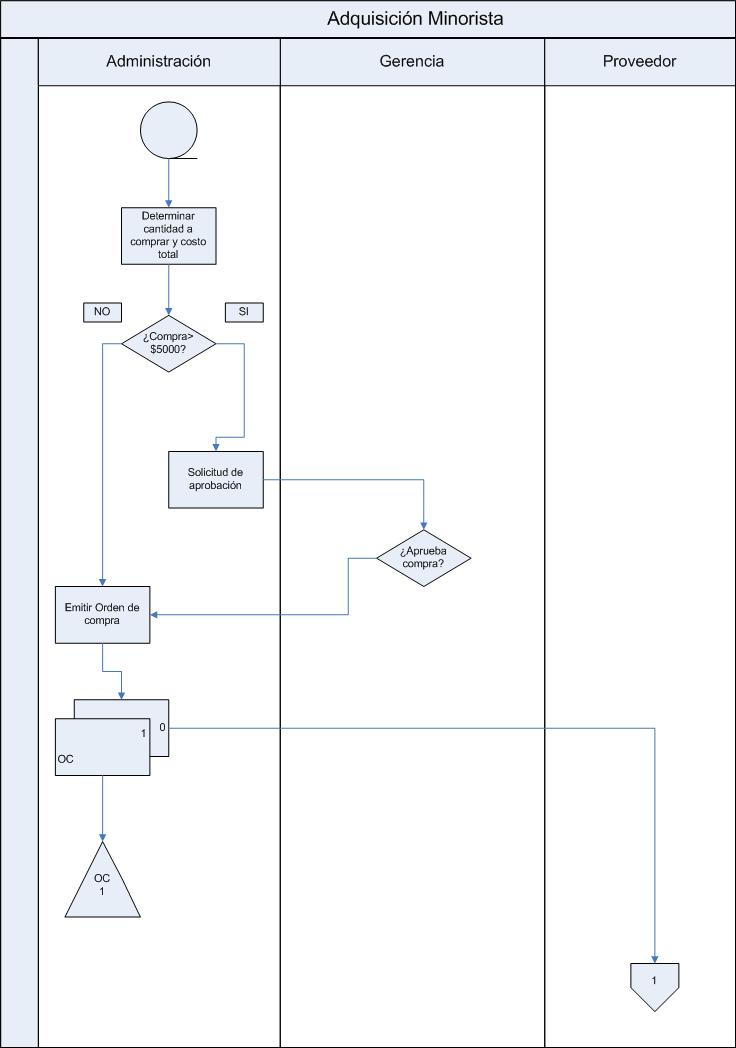 Adquisición Minorista
Administración
Gerencia
Proveedor
Determinar
cantidad a
comprar y costo
total
NO
SI
¿Compra>
$5000?
Solicitud de
aprobación
¿Aprueba
compra?
Emitir Orden de
compra
0
1
OC
OC
1
1